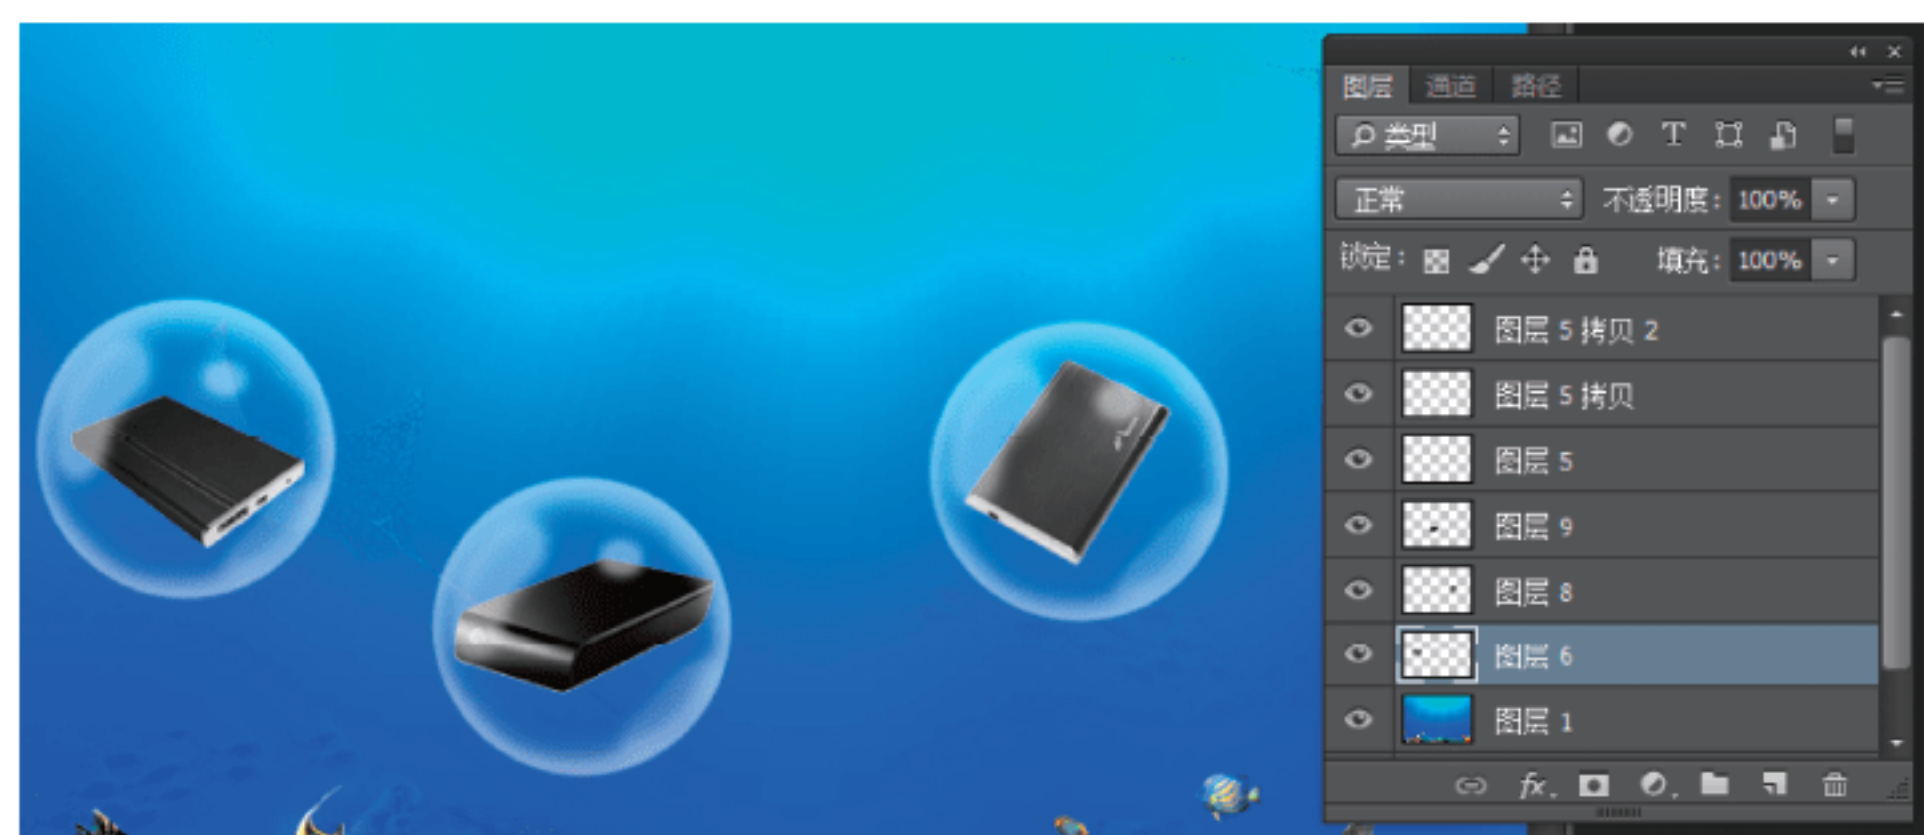 图层 通道 路径
类型 T
正常 不透明度: 100%
锁定: 填充: 100%
图层 5 拷贝 2
图层 5 拷贝
图层 5
图层 9
图层 8
图层 6
图层 1
fx.